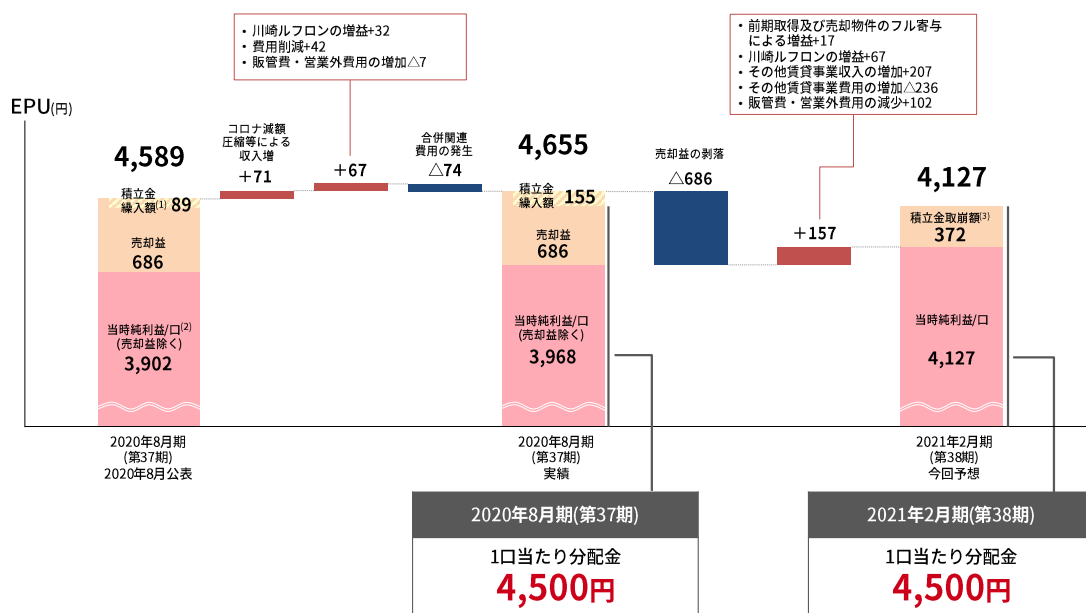 ・ 川崎ルフロンの増益+32
・ 費用削減+42
・ 販管費・営業外費用の増加△7
・ 前期取得及び売却物件のフル寄与
による増益+17
・ 川崎ルフロンの増益+67
・ その他賃貸事業収入の増加+207
・ その他賃貸事業費用の増加△236
・ 販管費・営業外費用の減少+102
EPU(円)
4,589
コロナ減額
圧縮等による
収入増
+71
+67
合併関連
費用の発生
△74
4,655
売却益の剥落
△686
+157
4,127
積立金
繰入額(1) 89
売却益
686
当時純利益/口(2)
(売却益除く)
3,902
積立金
繰入額 155
売却益
686
当時純利益/口
(売却益除く)
3,968
積立金取崩額(3)
372
当時純利益/口
4,127
2020年8月期
(第37期)
2020年8月公表
2020年8月期
(第37期)
実績
2021年2月期
(第38期)
今回予想
2020年8月期(第37期)
1口当たり分配金
4,500円
2021年2月期(第38期)
1口当たり分配金
4,500円